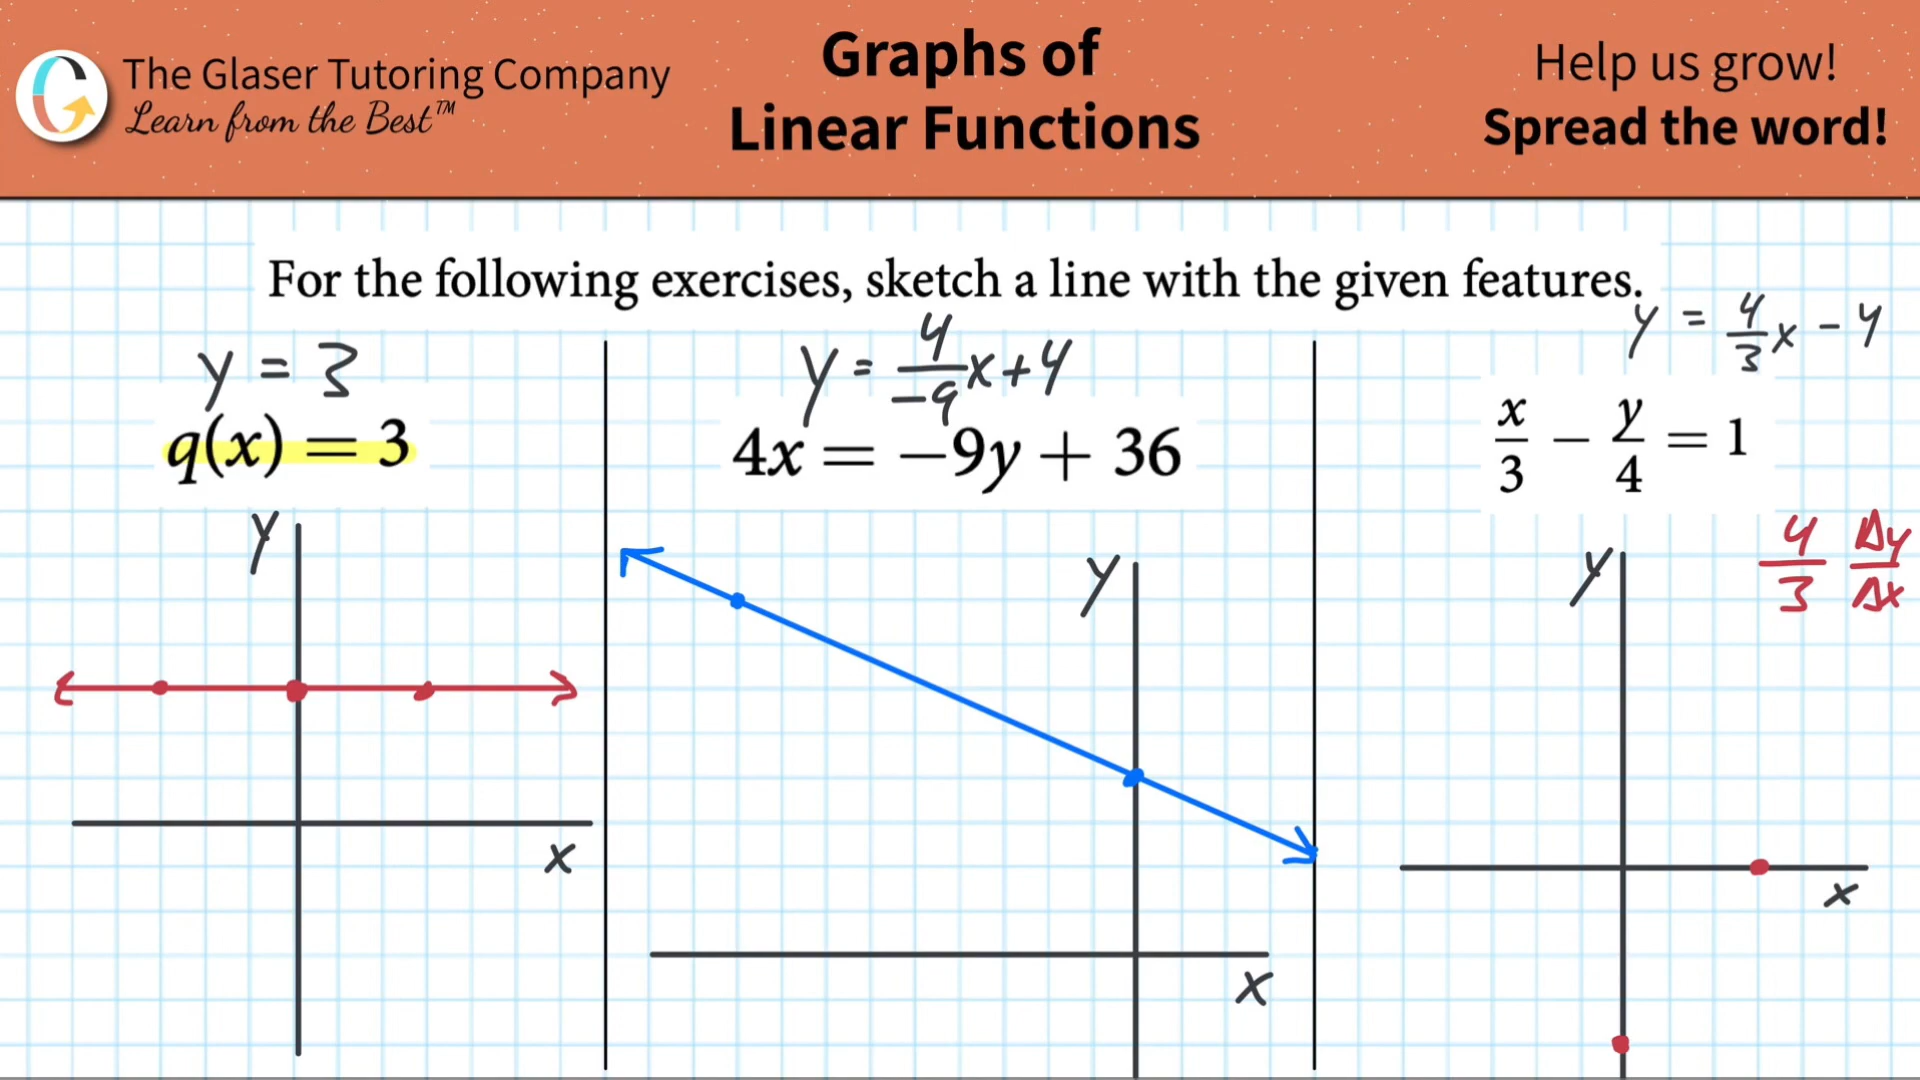 The Glaser Tutoring Company
Learn from the Best™
Graphs of
Linear Functions
Help us grow!
Spread the word!
For the following exercises, sketch a line with the given features.
y = 3
q(x) = 3
y
x
y = 4/-9 x + 4
4x = −9y + 36
y
x
y = 4/3 x - 4
x/3 − y/4 = 1
4/3 Δy/Δx
y
x